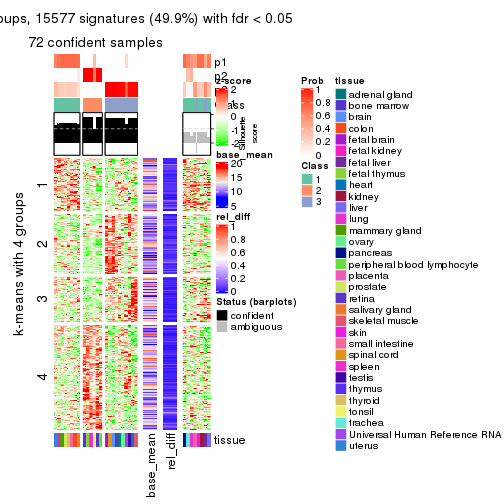 oups, 15577 signatures (49.9%) with fdr < 0.05
72 confident samples
p1
p2
z-score
2
1
0
-1
-2
class
silhouette
score
base_mean
20
15
10
5
rel_diff
1
0.8
0.6
0.4
0.2
0
Status (barplots)
confident
ambiguous
k-means with 4 groups
1
2
3
4
tissue
base_mean
rel_diff
Prob
1
0.8
0.6
0.4
0.2
0
Class
1
2
3
tissue
adrenal gland
bone marrow
brain
colon
fetal brain
fetal kidney
fetal liver
fetal thymus
heart
kidney
liver
lung
mammary gland
ovary
pancreas
peripheral blood lymphocyte
placenta
prostate
retina
salivary gland
skeletal muscle
skin
small intestine
spinal cord
spleen
testis
thymus
thyroid
tonsil
trachea
Universal Human Reference RNA
uterus